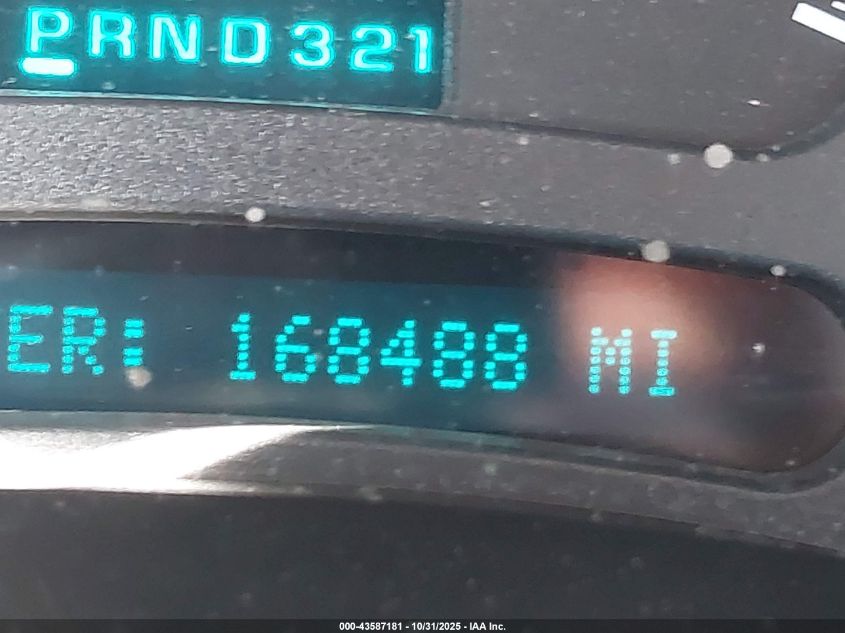 PRND321
ER: 168488 MI
000-43587181 - 10/31/2025 - IAA Inc.